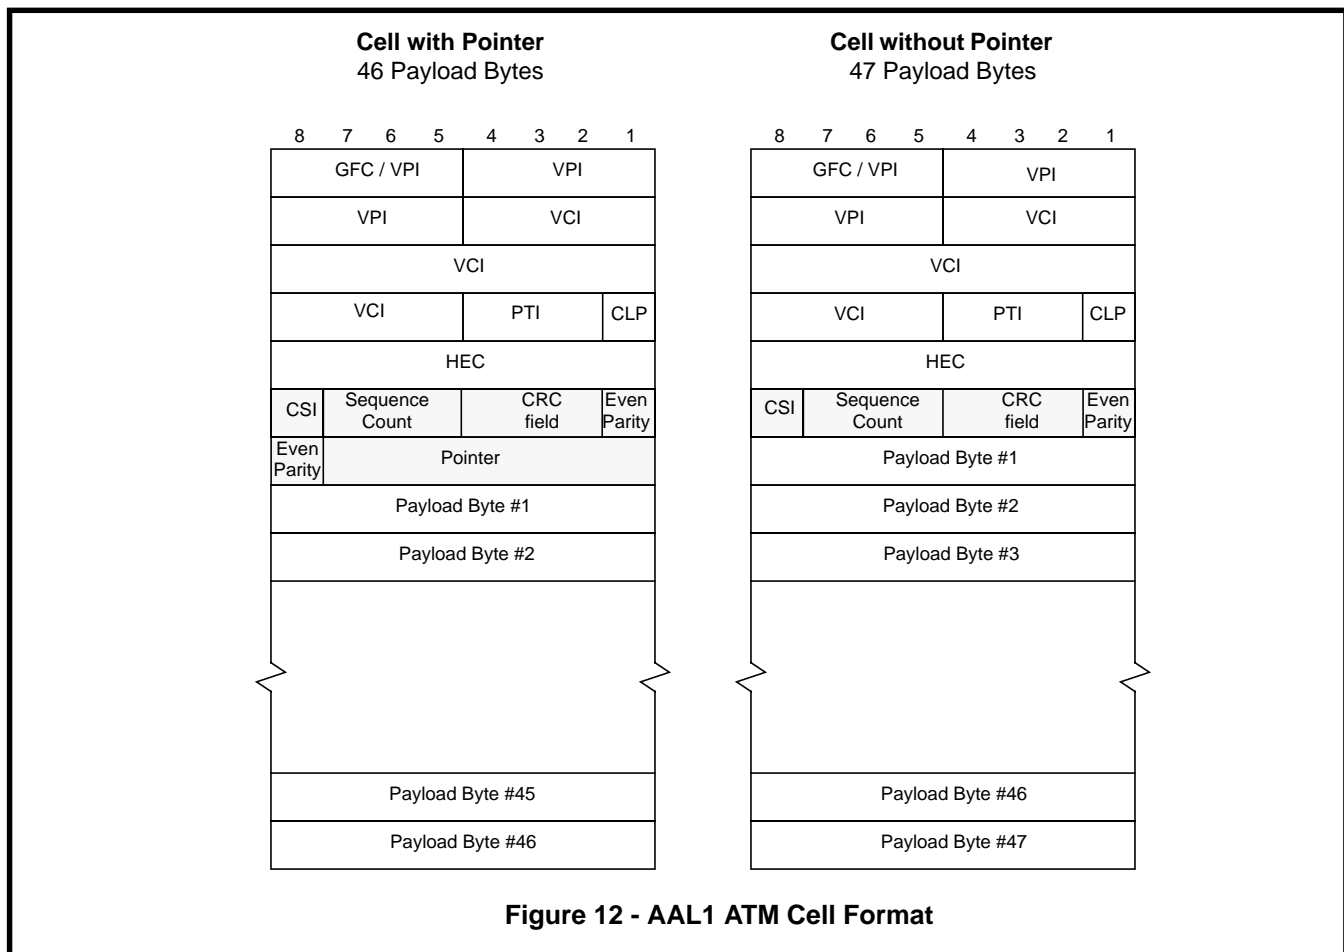 Cell with Pointer
46 Payload Bytes
8 7 6 5 4 3 2 1
GFC / VPI VPI
VPI VCI
VCI
VCI PTI CLP
HEC
CSI Sequence Count CRC field Even Parity
Even Parity Pointer
Payload Byte #1
Payload Byte #2
Payload Byte #45
Payload Byte #46
Cell without Pointer
47 Payload Bytes
8 7 6 5 4 3 2 1
GFC / VPI VPI
VPI VCI
VCI
VCI PTI CLP
HEC
CSI Sequence Count CRC field Even Parity
Payload Byte #1
Payload Byte #2
Payload Byte #3
Payload Byte #46
Payload Byte #47
Figure 12 - AAL1 ATM Cell Format